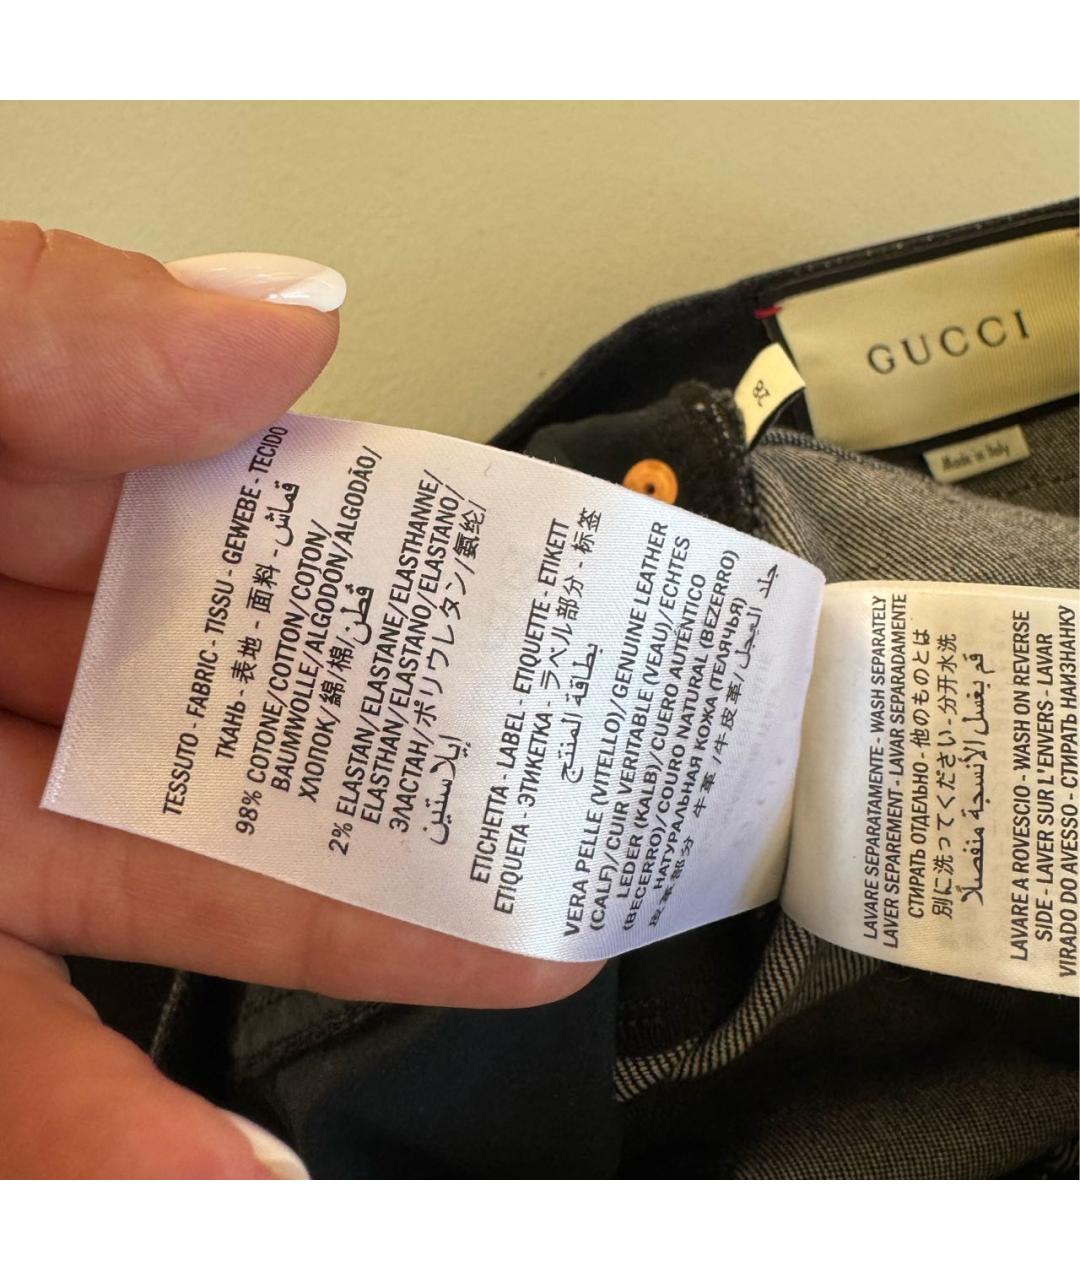 GUCCI
Made in Italy
28
TESSUTO - FABRIC - TISSU - GEWEBE - TECIDO
ТКАНЬ - 表地 - 面料 - قماش
98% COTONE/COTTON/COTON/
BAUMWOLLE/ALGODON/ALGODÃO/
ХЛОПОК/綿/棉/قطن
2% ELASTAN/ELASTANE/ELASTHANNE/
ELASTHAN/ELASTANO/ELASTANO/
ЭЛАСТАН/ポリウレタン/氨纶/
إيلاستين
ETICHETTA - LABEL - ETIQUETTE - ETIKETT
ETIQUETA - ЭТИКЕТКА - ラベル部分 - 标签
بطاقة المنتج
VERA PELLE (VITELLO)/GENUINE LEATHER
(CALF)/CUIR VERITABLE (VEAU)/ECHTES
LEDER (KALB)/CUERO AUTÉNTICO
(BECERRO)/COURO NATURAL (BEZERRO)
НАТУРАЛЬНАЯ КОЖА (ТЕЛЯЧЬЯ)
皮革部分 牛革/牛皮革/جلد العجل
LAVARE SEPARATAMENTE - WASH SEPARATELY
LAVER SEPAREMENT - LAVAR SEPARADAMENTE
СТИРАТЬ ОТДЕЛЬНО - 他のものとは
別に洗ってください - 分开水洗
قم بغسل الأنسجة منفصلًا
LAVARE A ROVESCIO - WASH ON REVERSE
SIDE - LAVER SUR L'ENVERS - LAVAR
VIRADO DO AVESSO - СТИРАТЬ НАИЗНАНКУ